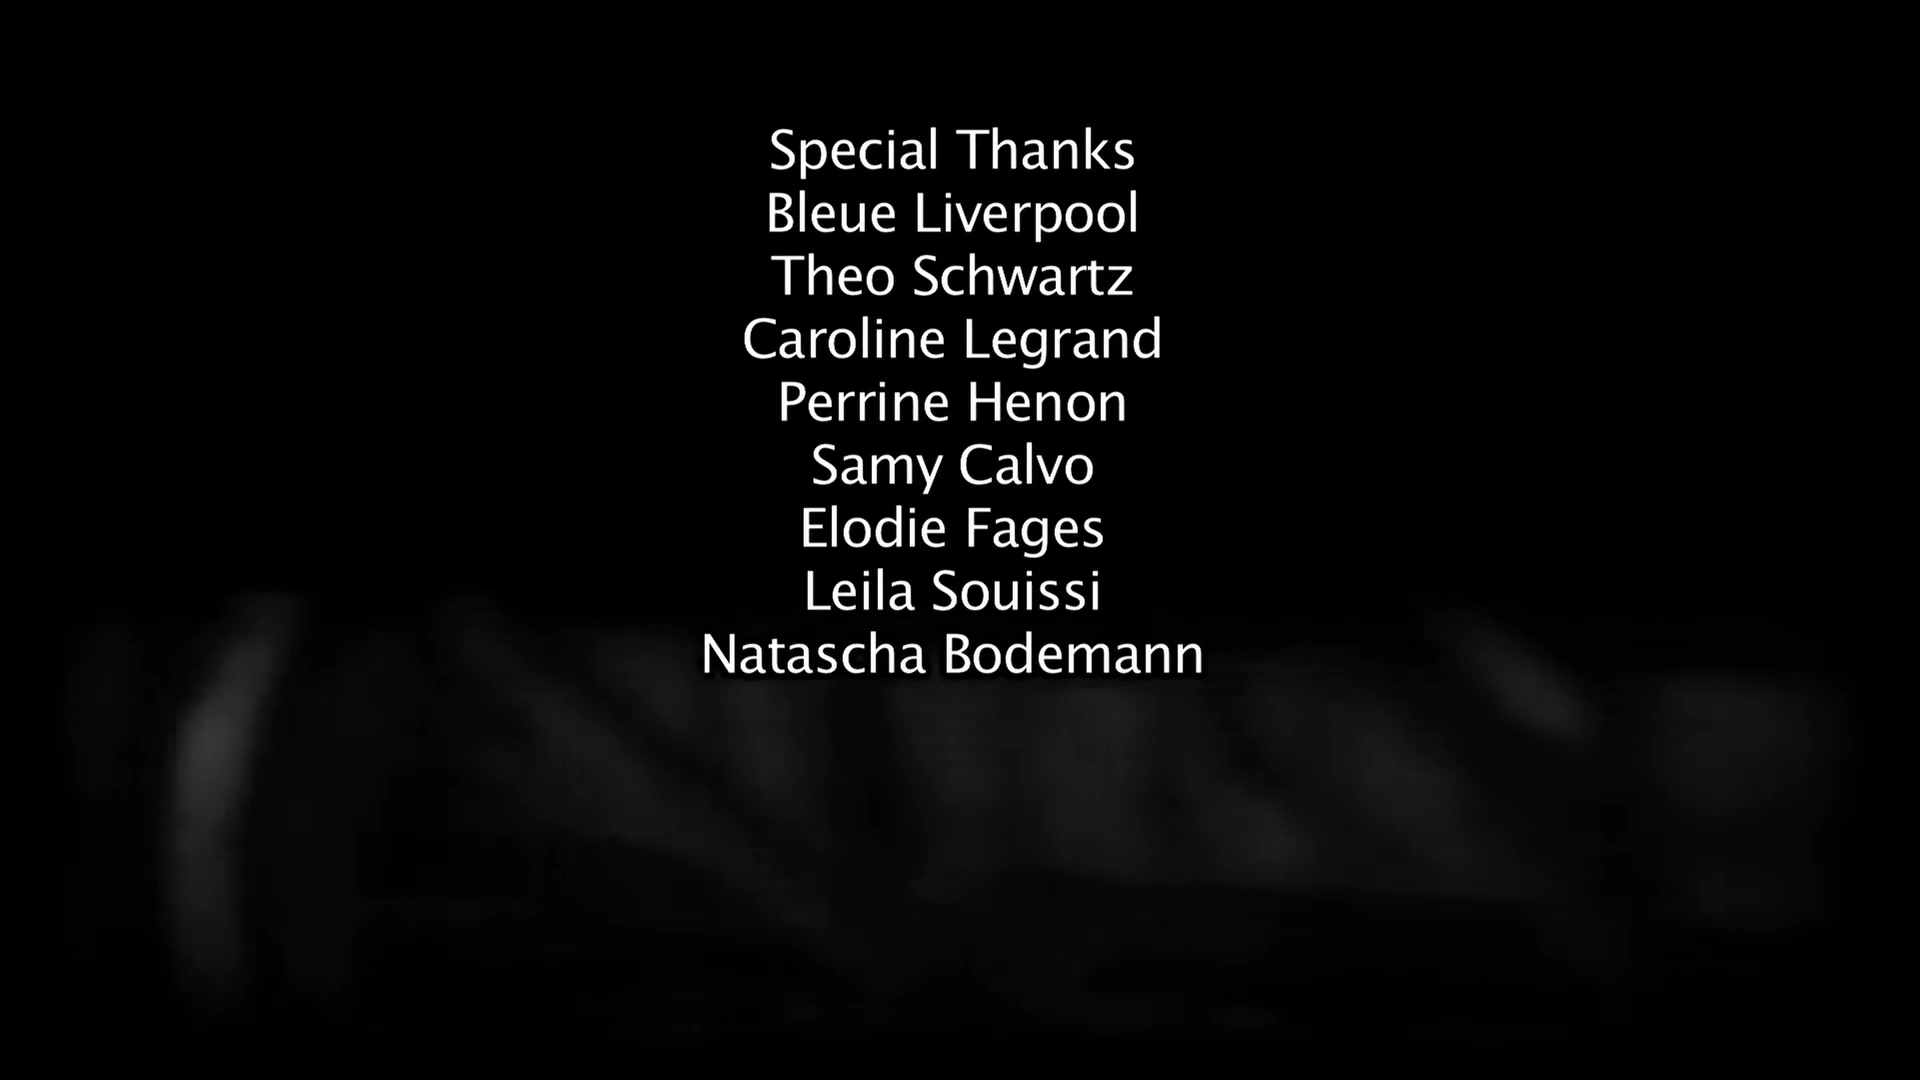 Special Thanks
Bleue Liverpool
Theo Schwartz
Caroline Legrand
Perrine Henon
Samy Calvo
Elodie Fages
Leila Souissi
Natascha Bodemann